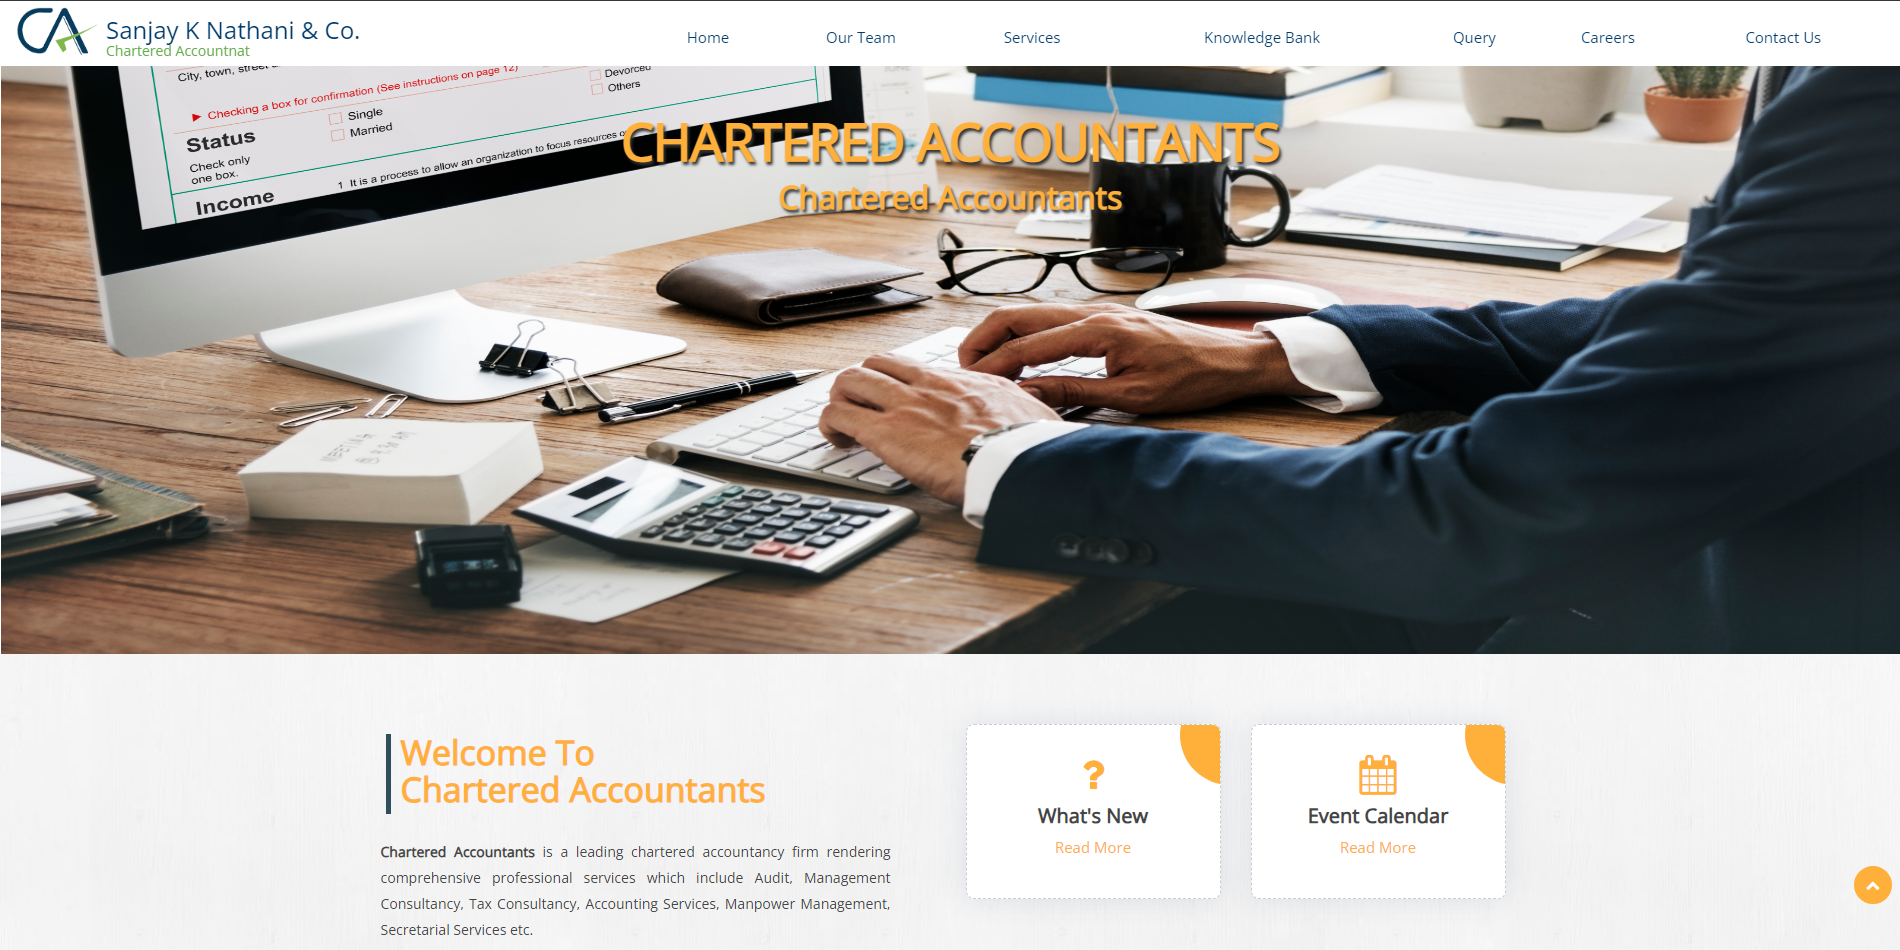 Sanjay K Nathani & Co.
Chartered Accountnat
Home
Our Team
Services
Knowledge Bank
Query
Careers
Contact Us
City, town, street
Checking a box for confirmation (See instructions on page 12)
Devorced
Others
Single
Married
Status
Check only
one box.
1 It is a process to allow an organization to focus resources
Income
CHARTERED ACCOUNTANTS
Chartered Accountants
MEETING
Welcome To
Chartered Accountants
Chartered Accountants is a leading chartered accountancy firm rendering
comprehensive professional services which include Audit, Management
Consultancy, Tax Consultancy, Accounting Services, Manpower Management,
Secretarial Services etc.
What's New
Read More
Event Calendar
Read More